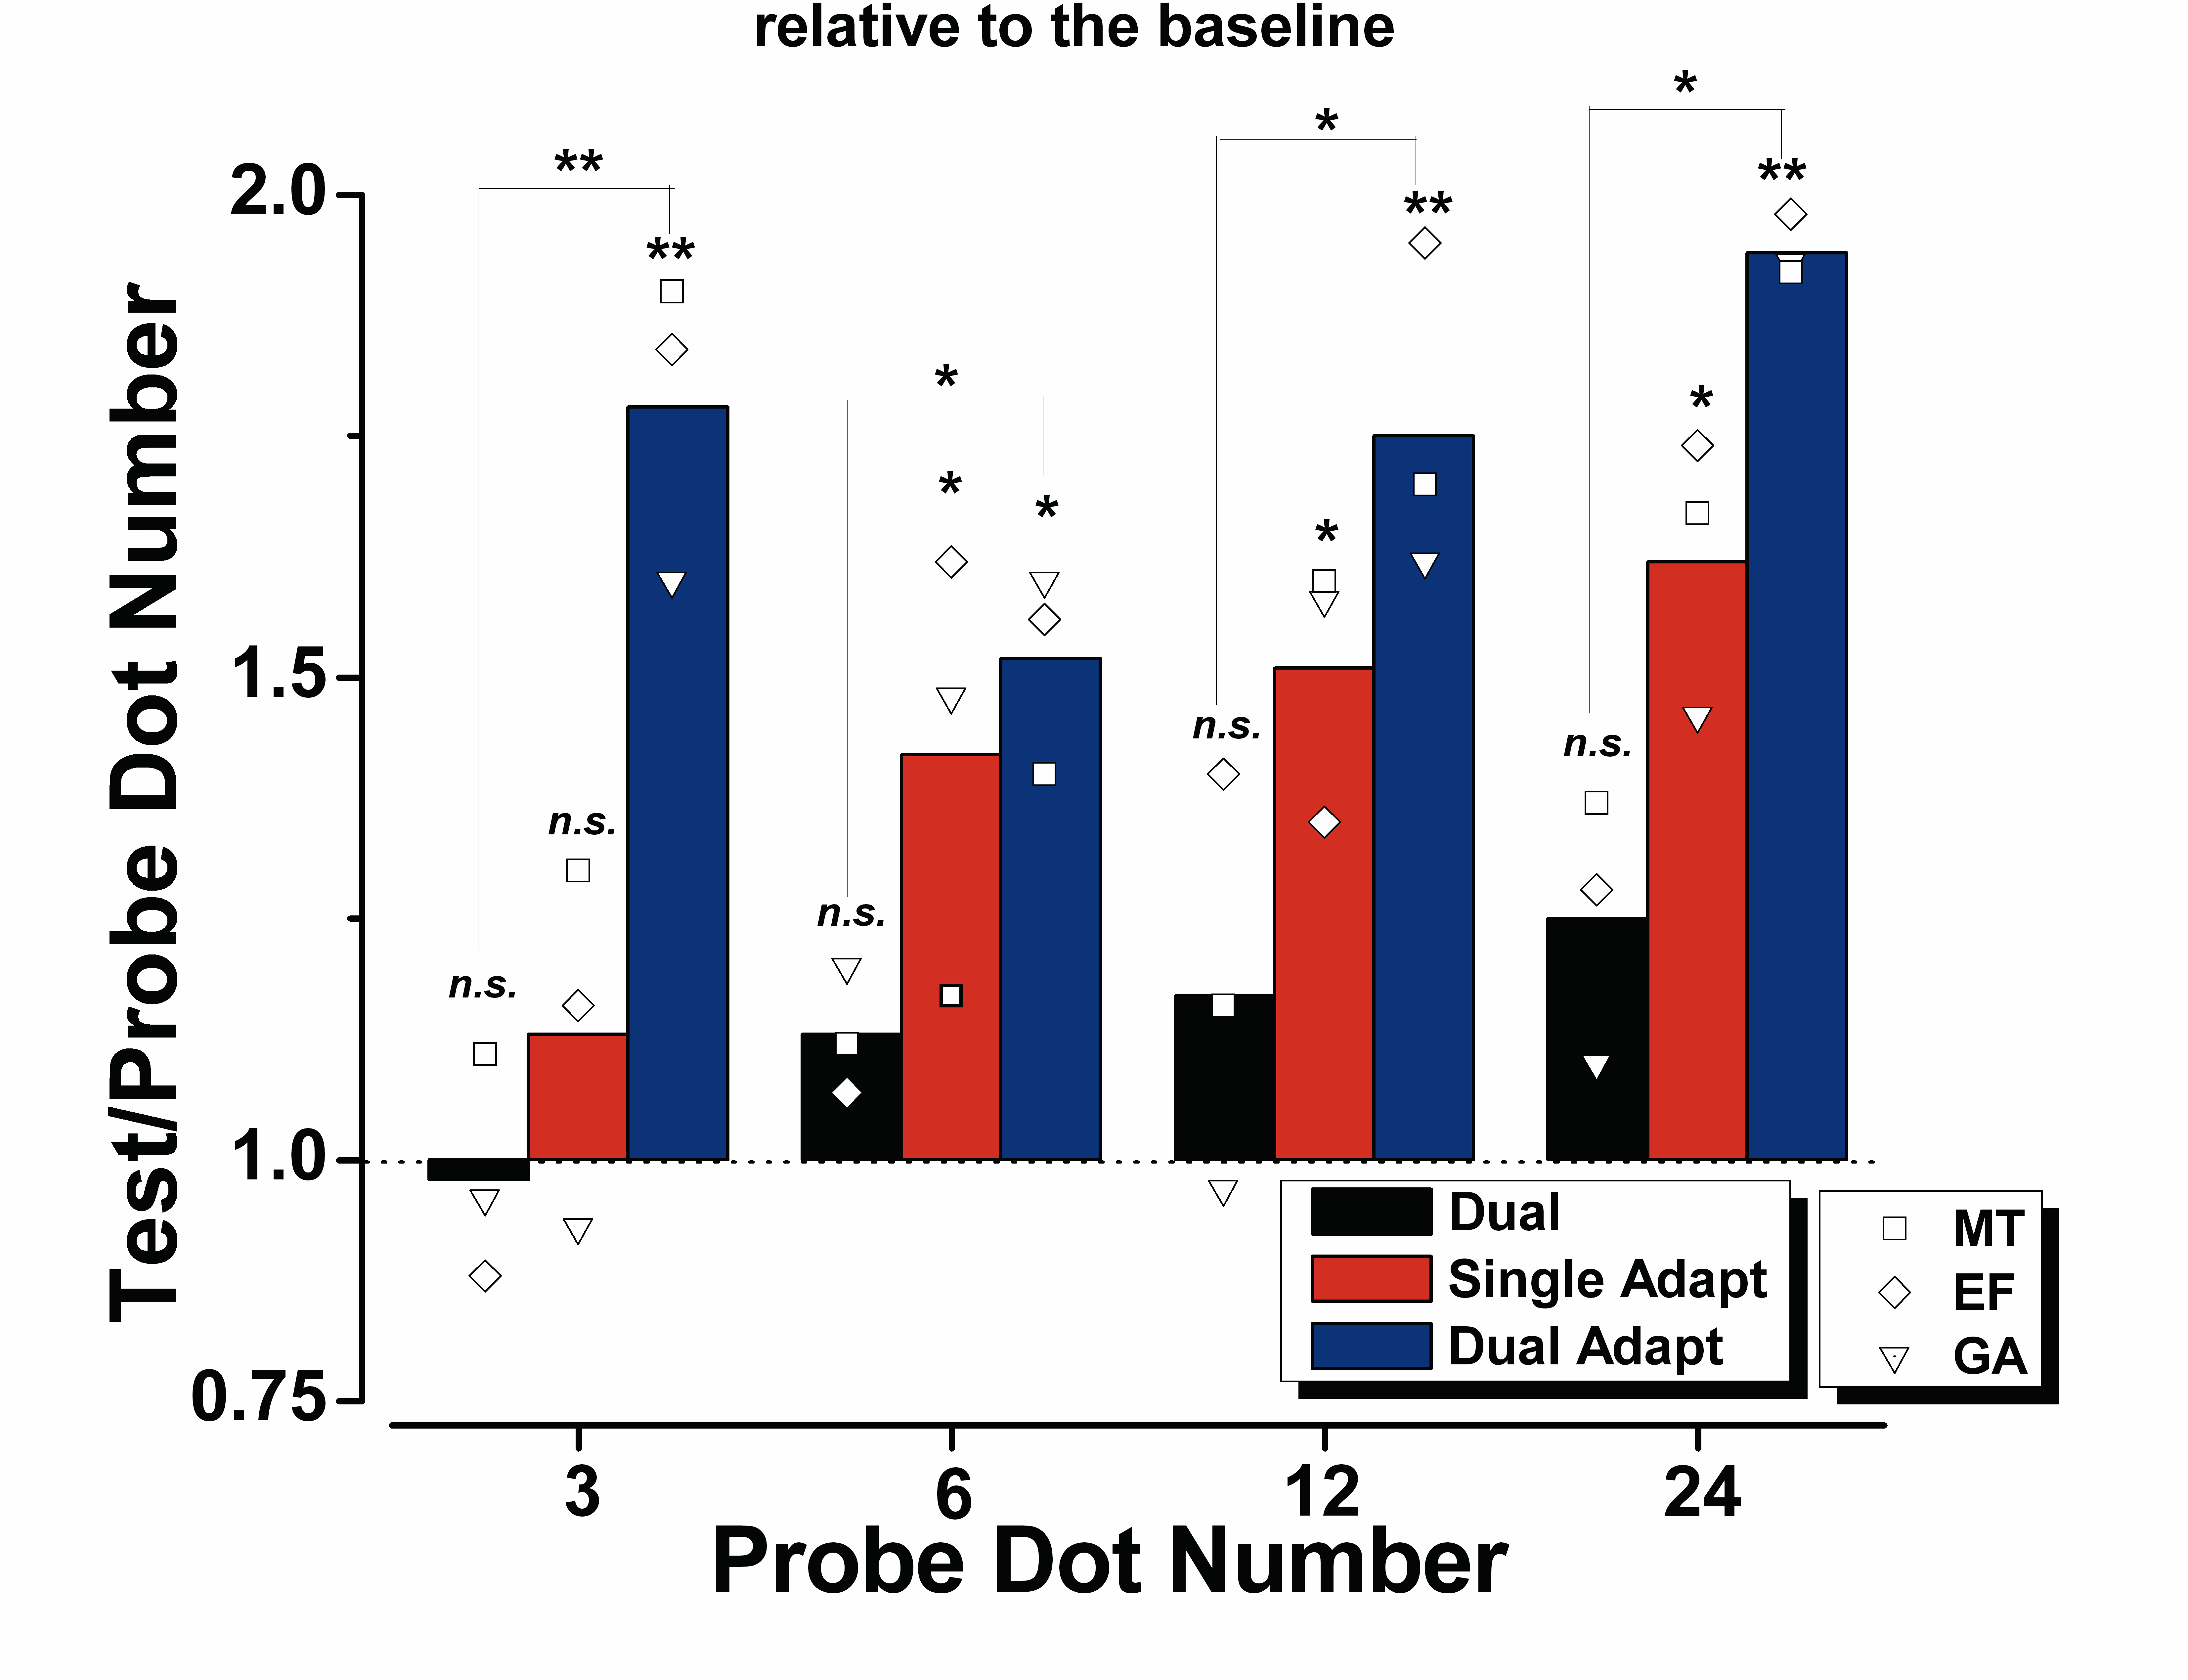 relative to the baseline
Test/Probe Dot Number
2.0
1.5
1.0
0.75
**
**
*
*
*
*
**
*
*
**
*
n.s.
n.s.
n.s.
n.s.
n.s.
Dual
Single Adapt
Dual Adapt
MT
EF
GA
3 6 12 24
Probe Dot Number